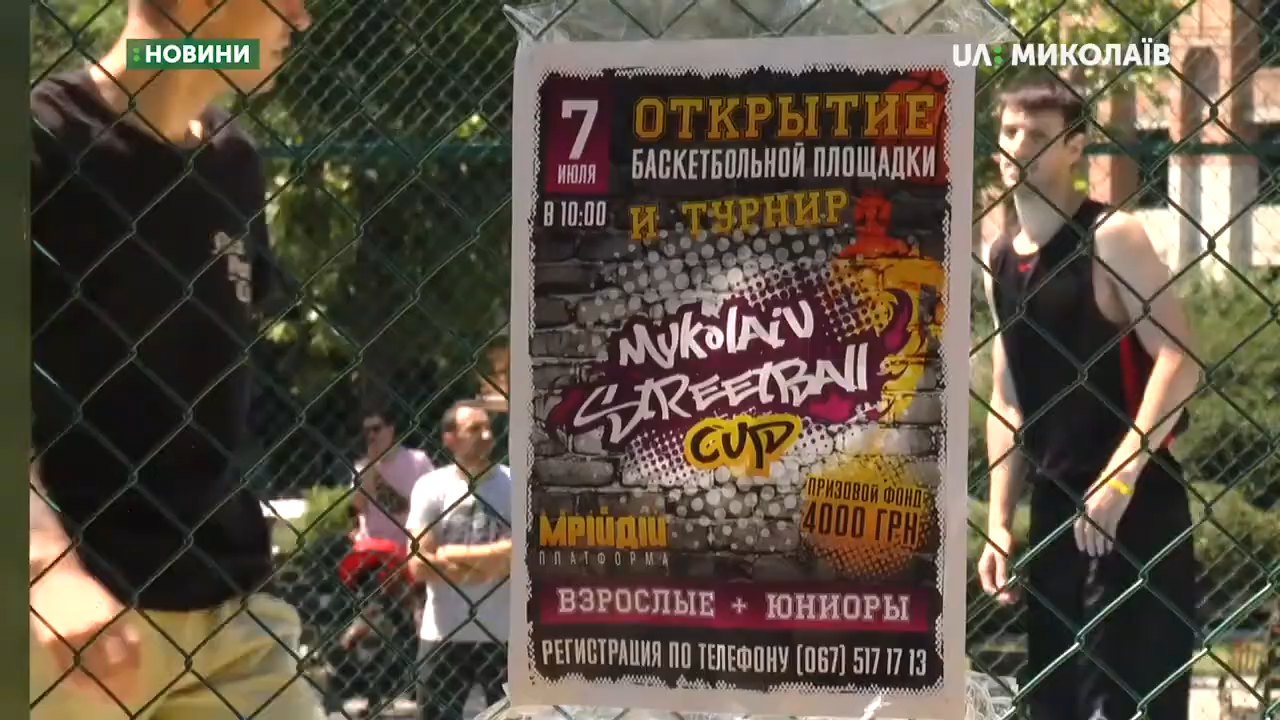 :НОВИНИ
UA: МИКОЛАЇВ
7
ИЮЛЯ
В 10:00
ОТКРЫТИЕ
БАСКЕТБОЛЬНОЙ ПЛОЩАДКИ
И ТУРНИР
MYKOLAIV
STREETBALL
CUP
ПРИЗОВОЙ ФОНД:
4000 ГРН.
МРІЙДІЙ
ПЛАТФОРМА
ВЗРОСЛЫЕ + ЮНИОРЫ
РЕГИСТРАЦИЯ ПО ТЕЛЕФОНУ (067) 517 17 13